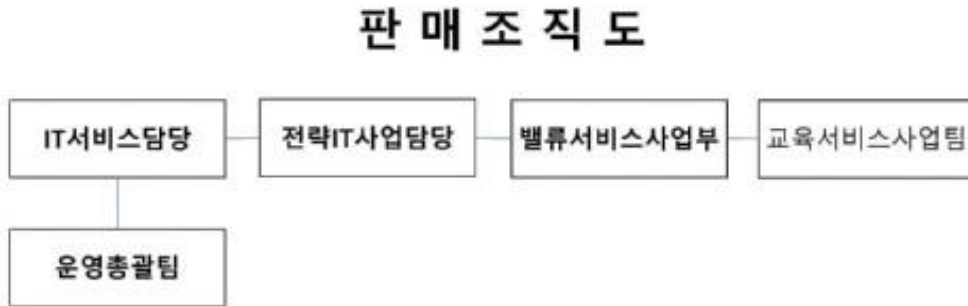 판 매 조 직 도
IT서비스담당
전략IT사업담당
밸류서비스사업부
교육서비스사업팀
운영총괄팀